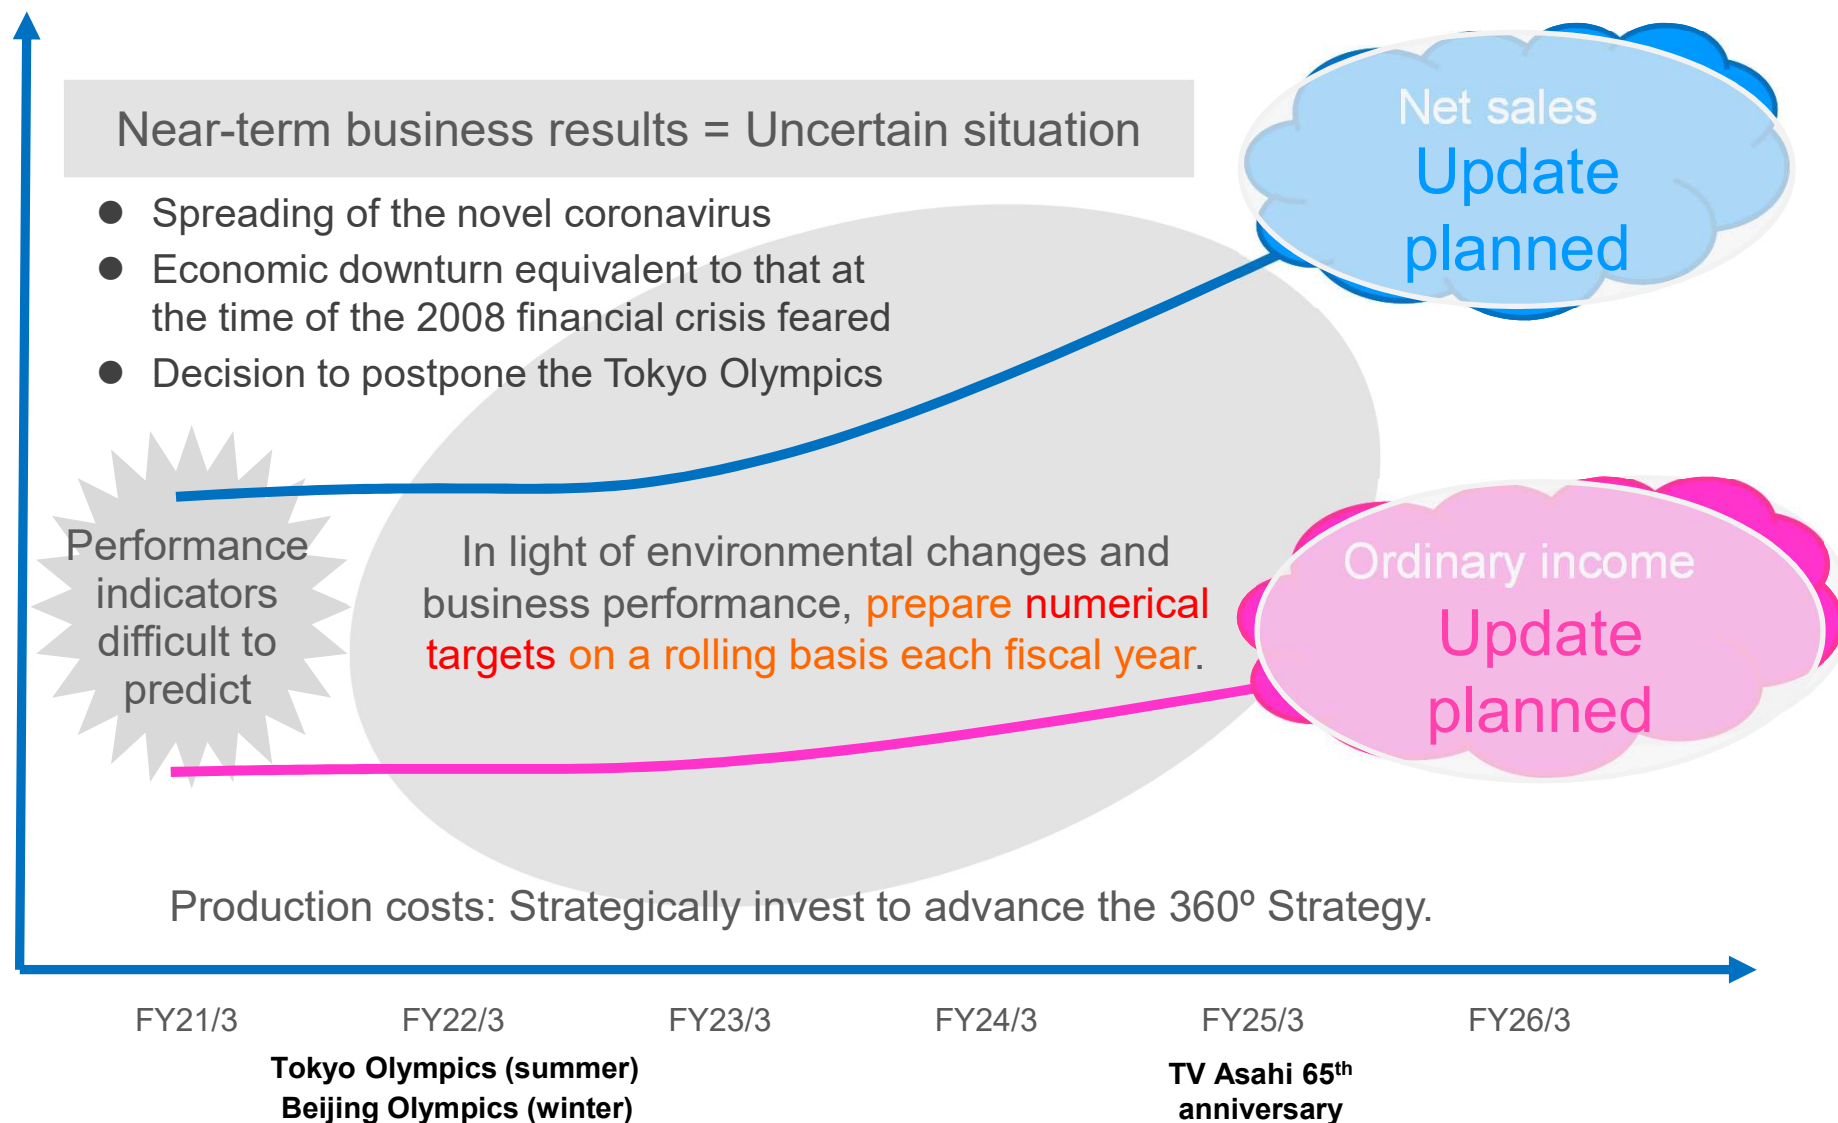 Near-term business results = Uncertain situation
● Spreading of the novel coronavirus
● Economic downturn equivalent to that at
the time of the 2008 financial crisis feared
● Decision to postpone the Tokyo Olympics
Net sales
Update
planned
Performance
indicators
difficult to
predict
In light of environmental changes and
business performance, prepare numerical
targets on a rolling basis each fiscal year.
Ordinary income
Update
planned
Production costs: Strategically invest to advance the 360º Strategy.
FY21/3 FY22/3 FY23/3 FY24/3 FY25/3 FY26/3
Tokyo Olympics (summer)
Beijing Olympics (winter)
TV Asahi 65th
anniversary